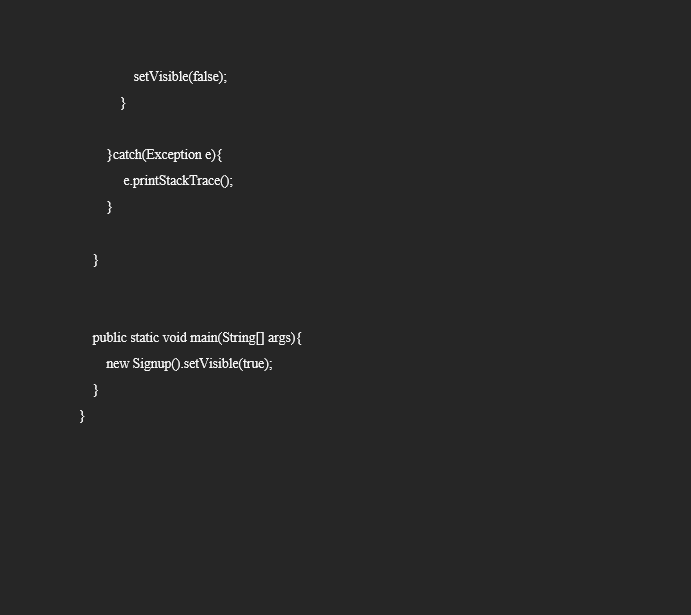 setVisible(false);
}
}catch(Exception e){
e.printStackTrace();
}
}
public static void main(String[] args){
new Signup().setVisible(true);
}
}